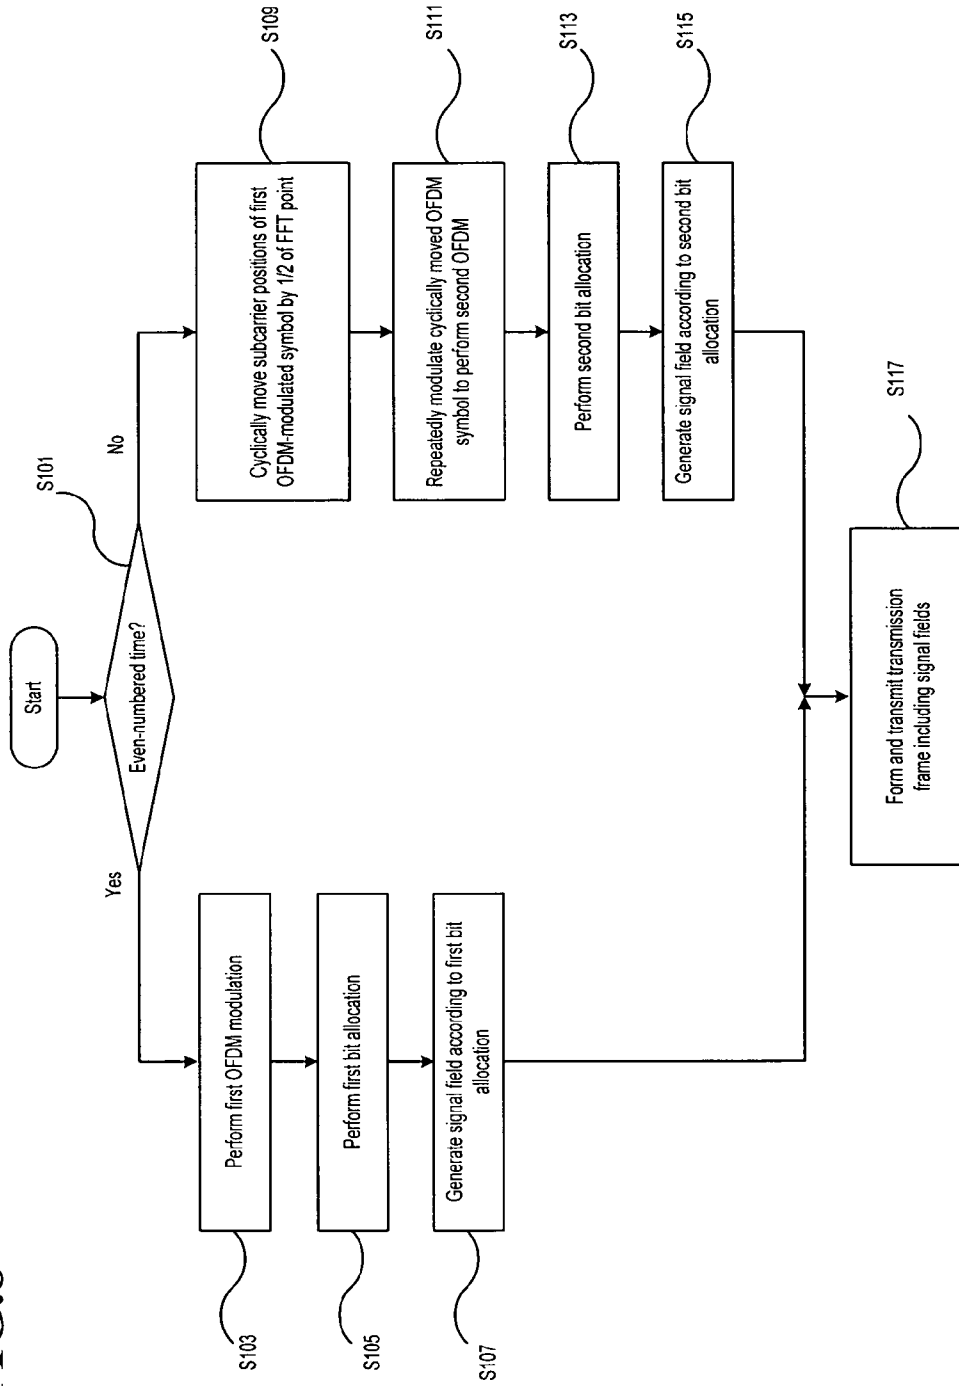 Start
Even-numbered time?
S101
Yes
No
Perform first OFDM modulation
S103
Perform first bit allocation
S105
Generate signal field according to first bit
allocation
S107
Cyclically move subcarrier positions of first
OFDM-modulated symbol by 1/2 of FFT point
S109
Repeatedly modulate cyclically moved OFDM
symbol to perform second OFDM
S111
Perform second bit allocation
S113
Generate signal field according to second bit
allocation
S115
Form and transmit transmission
frame including signal fields
S117